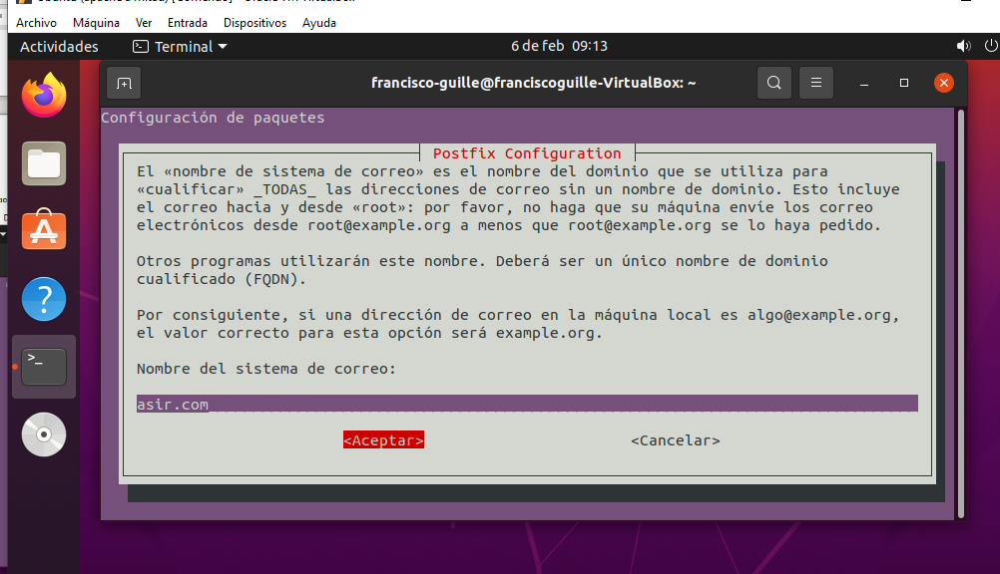 Archivo Máquina Ver Entrada Dispositivos Ayuda
Actividades Terminal 6 de feb 09:13
francisco-guille@franciscoguille-VirtualBox: ~
Configuración de paquetes
Postfix Configuration
El «nombre de sistema de correo» es el nombre del dominio que se utiliza para
«cualificar» _TODAS_ las direcciones de correo sin un nombre de dominio. Esto incluye
el correo hacia y desde «root»: por favor, no haga que su máquina envíe los correo
electrónicos desde root@example.org a menos que root@example.org se lo haya pedido.
Otros programas utilizarán este nombre. Deberá ser un único nombre de dominio
cualificado (FQDN).
Por consiguiente, si una dirección de correo en la máquina local es algo@example.org,
el valor correcto para esta opción será example.org.
Nombre del sistema de correo:
asir.com
<Aceptar> <Cancelar>